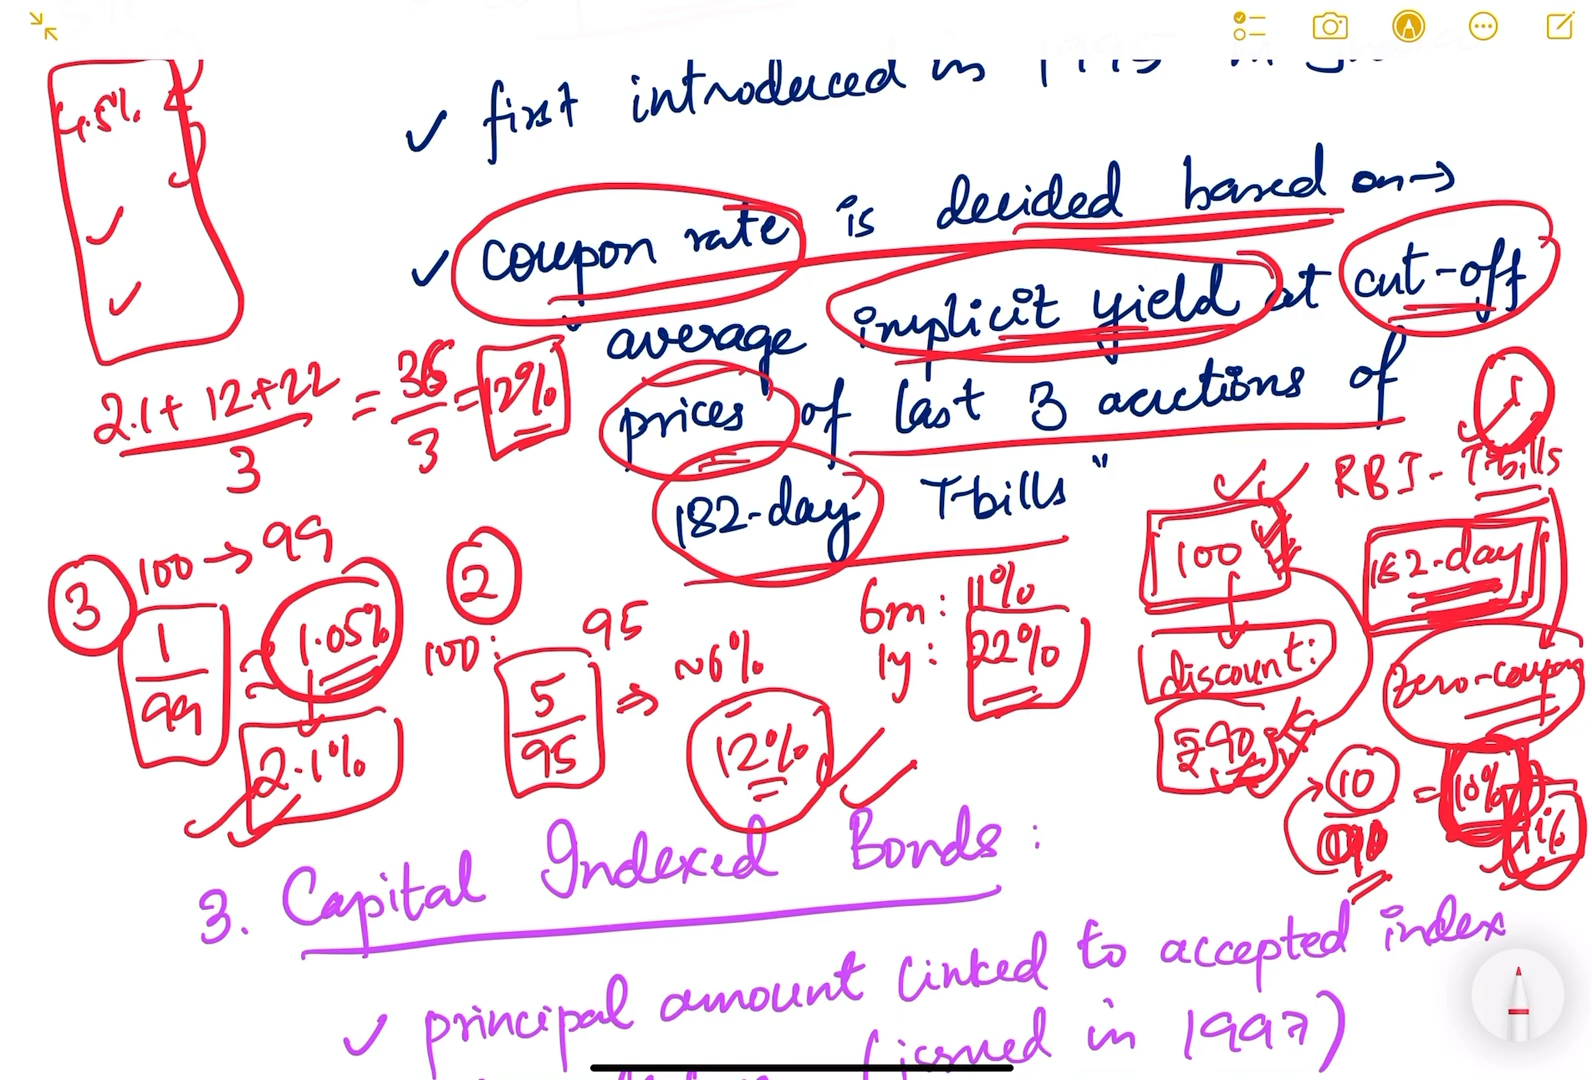 ✓ first introduced in 1995
4.5%
✓ coupon rate is decided based on →
average implicit yield at cut-off
prices of last 3 auctions of
182-day T-bills"
2.1 + 12 + 22 / 3 = 36 / 3 = 12%
RBI - T-bills
100
182-day
discount:
zero-coupon
₹90
10 / 90 = 10%
11%
3
100 → 99
1 / 99 ≈ 1.05%
2.1%
2
100: 95
5 / 95 ⇒ ~6%
12%
6m: 11%
1y: 22%
3. Capital Indexed Bonds:
✓ principal amount linked to accepted index
(issued in 1997)